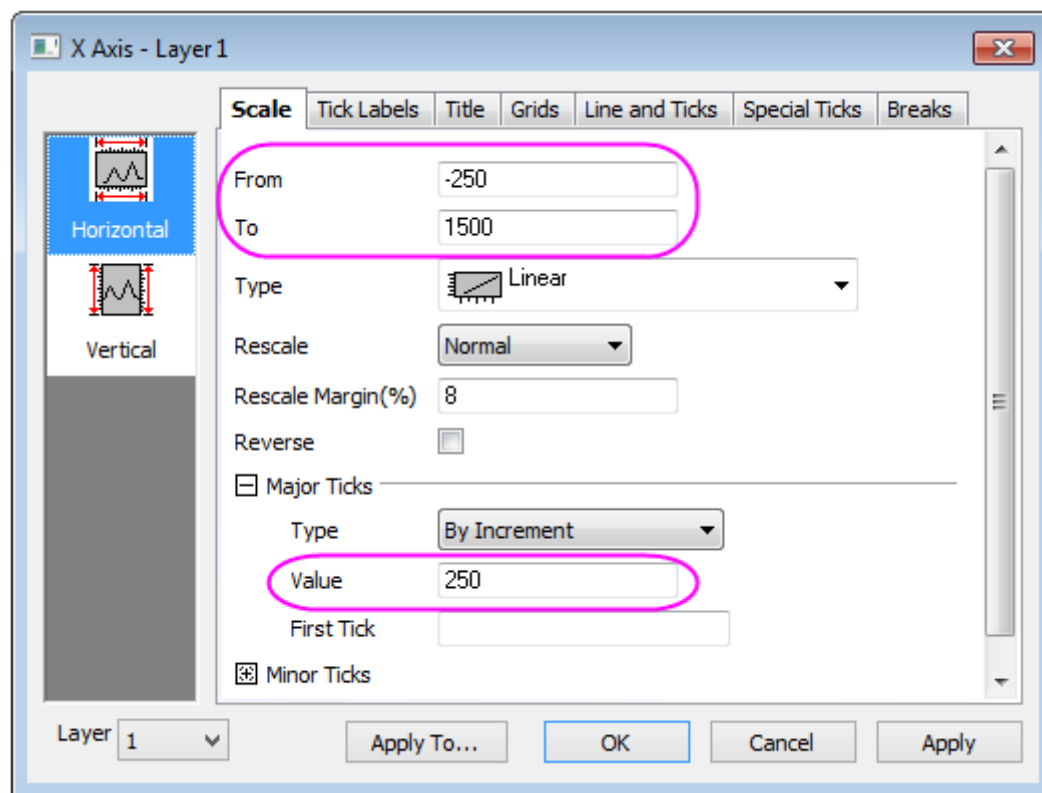 X Axis - Layer 1
Scale Tick Labels Title Grids Line and Ticks Special Ticks Breaks
Horizontal
Vertical
From -250
To 1500
Type Linear
Rescale Normal
Rescale Margin(%) 8
Reverse
Major Ticks
Type By Increment
Value 250
First Tick
Minor Ticks
Layer 1 Apply To... OK Cancel Apply